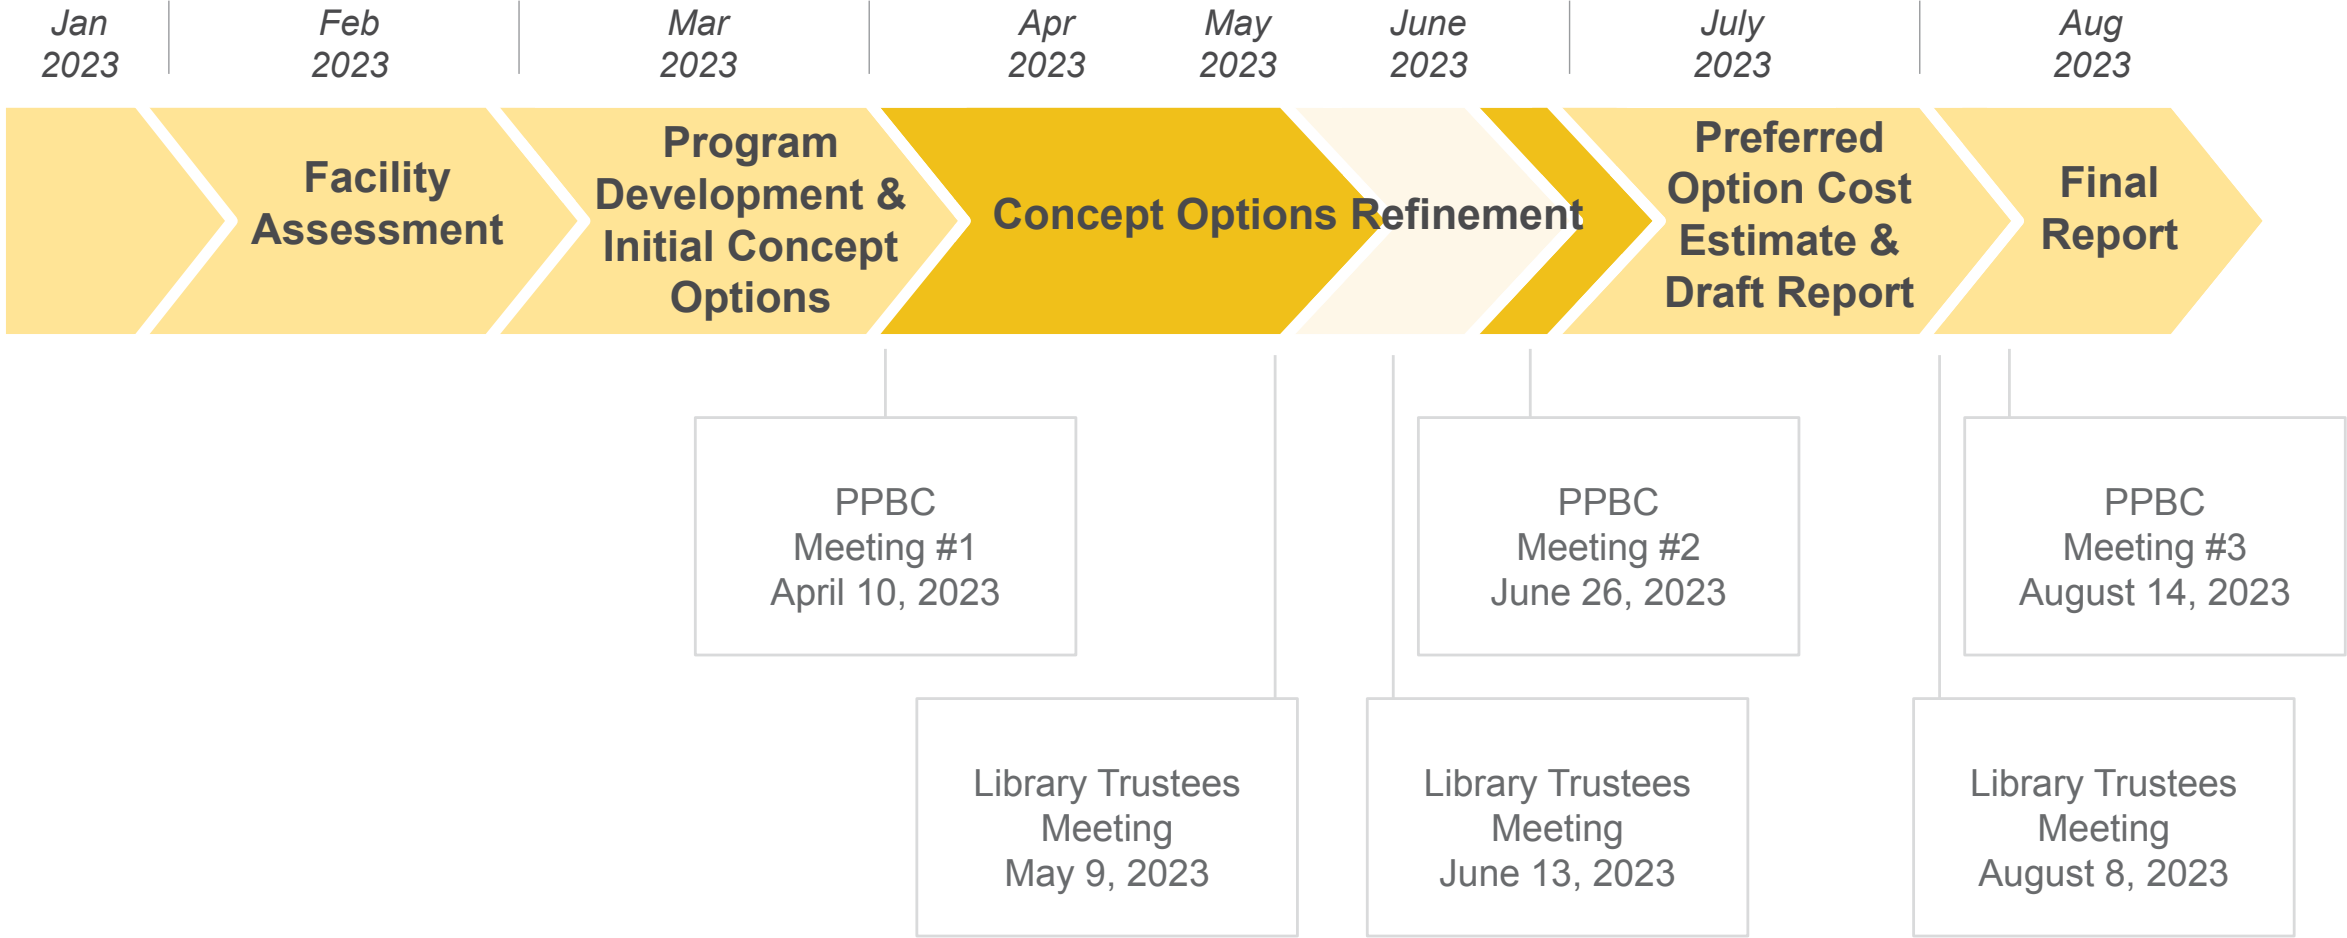 Jan
2023
Feb
2023
Mar
2023
Apr
2023
May
2023
June
2023
July
2023
Aug
2023
Facility
Assessment
Program
Development &
Initial Concept
Options
Concept Options Refinement
Preferred
Option Cost
Estimate &
Draft Report
Final
Report
PPBC
Meeting #1
April 10, 2023
PPBC
Meeting #2
June 26, 2023
PPBC
Meeting #3
August 14, 2023
Library Trustees
Meeting
May 9, 2023
Library Trustees
Meeting
June 13, 2023
Library Trustees
Meeting
August 8, 2023